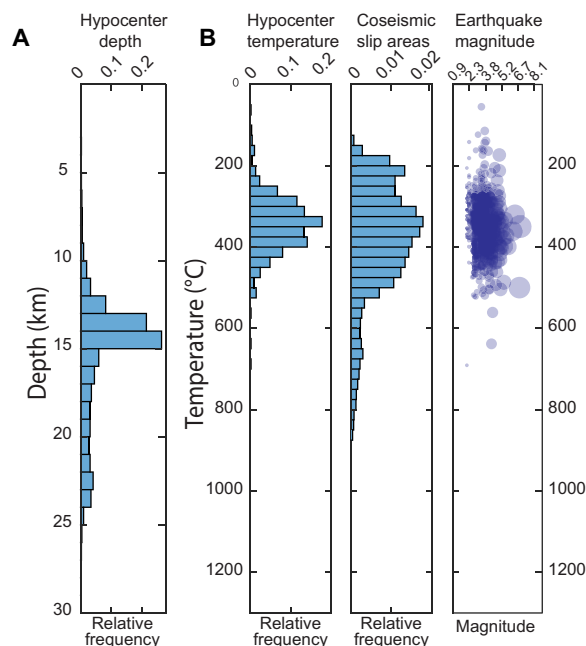 A
Hypocenter
depth
0
0.1
0.2
Depth (km)
5
10
15
20
25
30
Relative
frequency
B
Hypocenter
temperature
0
0.1
0.2
Coseismic
slip areas
0
0.01
0.02
Earthquake
magnitude
0.9
2.3
3.8
5.2
6.7
8.1
Temperature (°C)
0
200
400
600
800
1000
1200
200
400
600
800
1000
1200
Relative
frequency
Relative
frequency
Magnitude